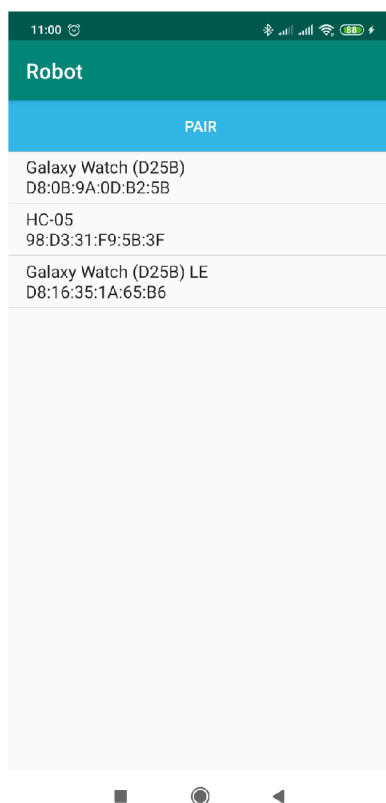 11:00
88
Robot
PAIR
Galaxy Watch (D25B)
D8:0B:9A:0D:B2:5B
HC-05
98:D3:31:F9:5B:3F
Galaxy Watch (D25B) LE
D8:16:35:1A:65:B6